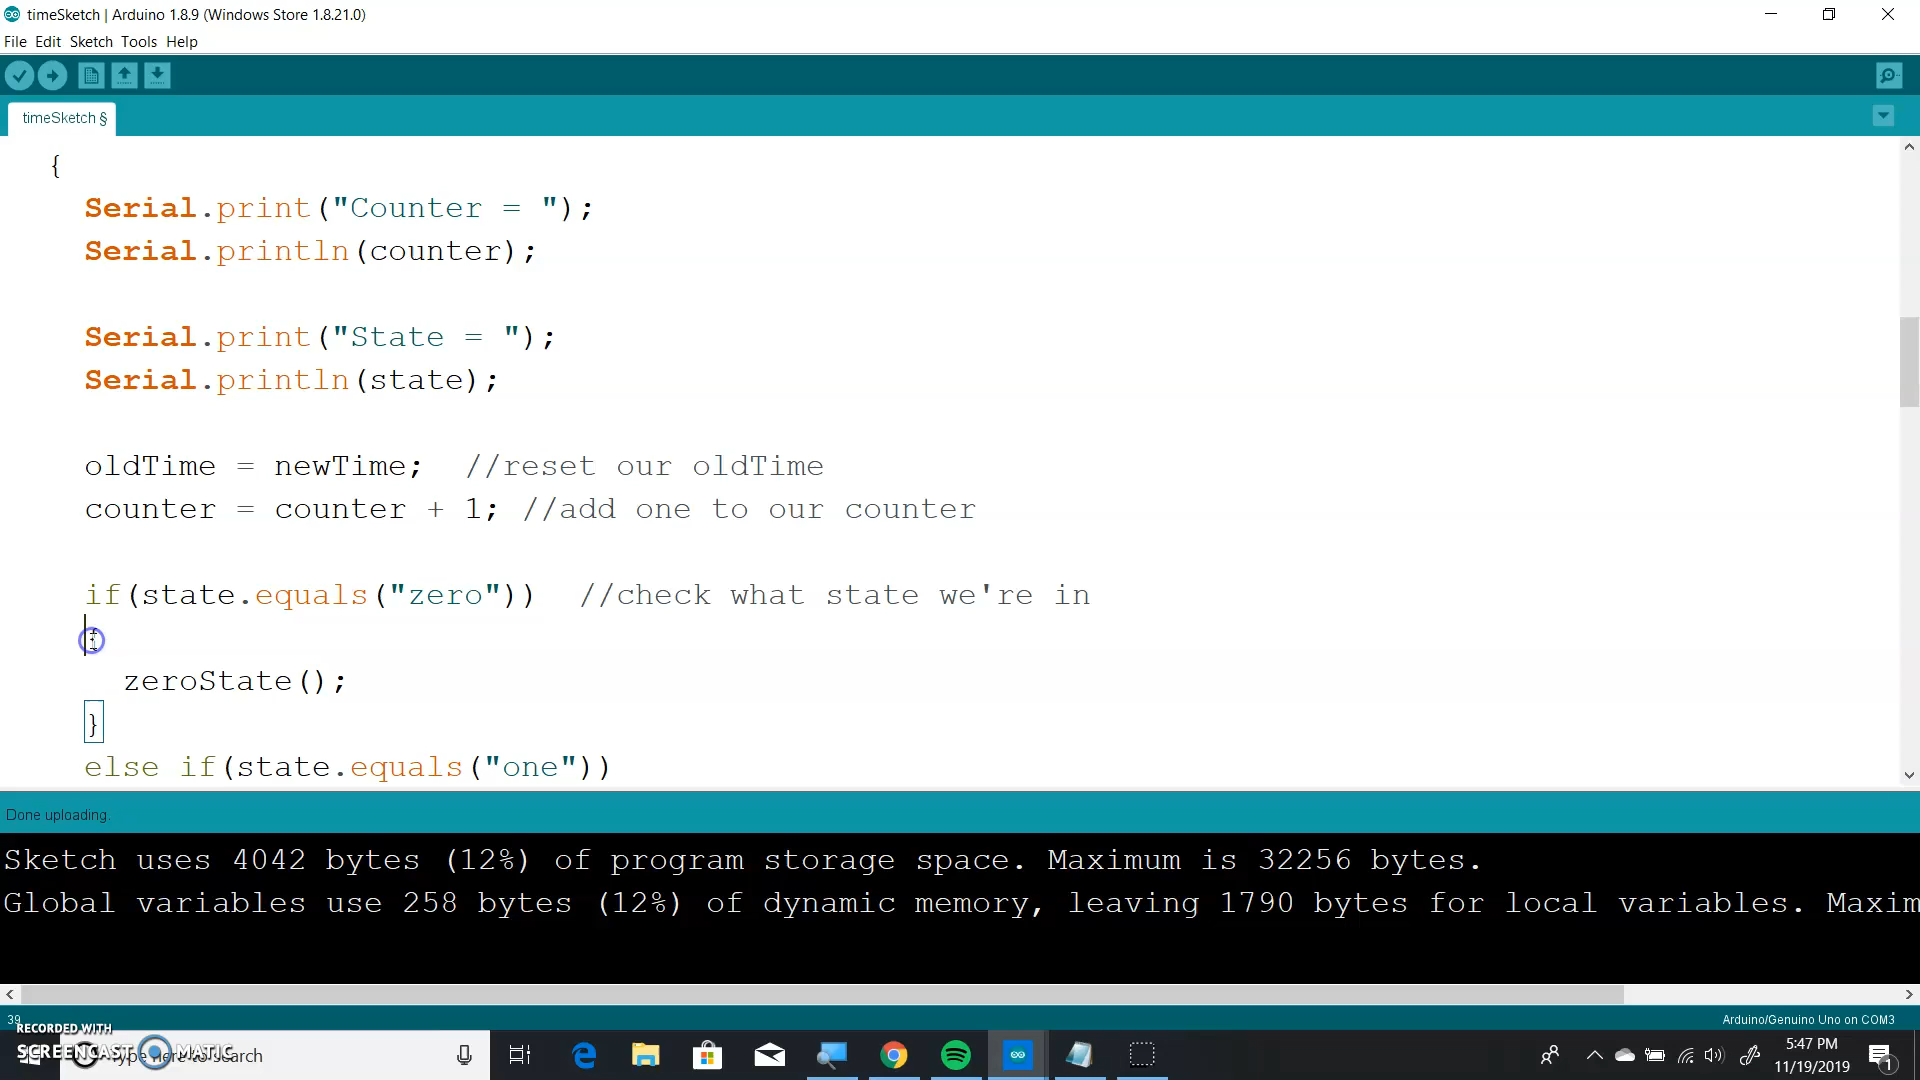 timeSketch | Arduino 1.8.9 (Windows Store 1.8.21.0)
File Edit Sketch Tools Help
timeSketch §
{
Serial.print("Counter = ");
Serial.println(counter);
Serial.print("State = ");
Serial.println(state);
oldTime = newTime; //reset our oldTime
counter = counter + 1; //add one to our counter
if(state.equals("zero")) //check what state we're in
{
zeroState();
}
else if(state.equals("one"))
Done uploading.
Sketch uses 4042 bytes (12%) of program storage space. Maximum is 32256 bytes.
Global variables use 258 bytes (12%) of dynamic memory, leaving 1790 bytes for local variables. Maxim
39
Arduino/Genuino Uno on COM3
RECORDED WITH
SCREENCAST MATIC
Type here to search
5:47 PM
11/19/2019
1